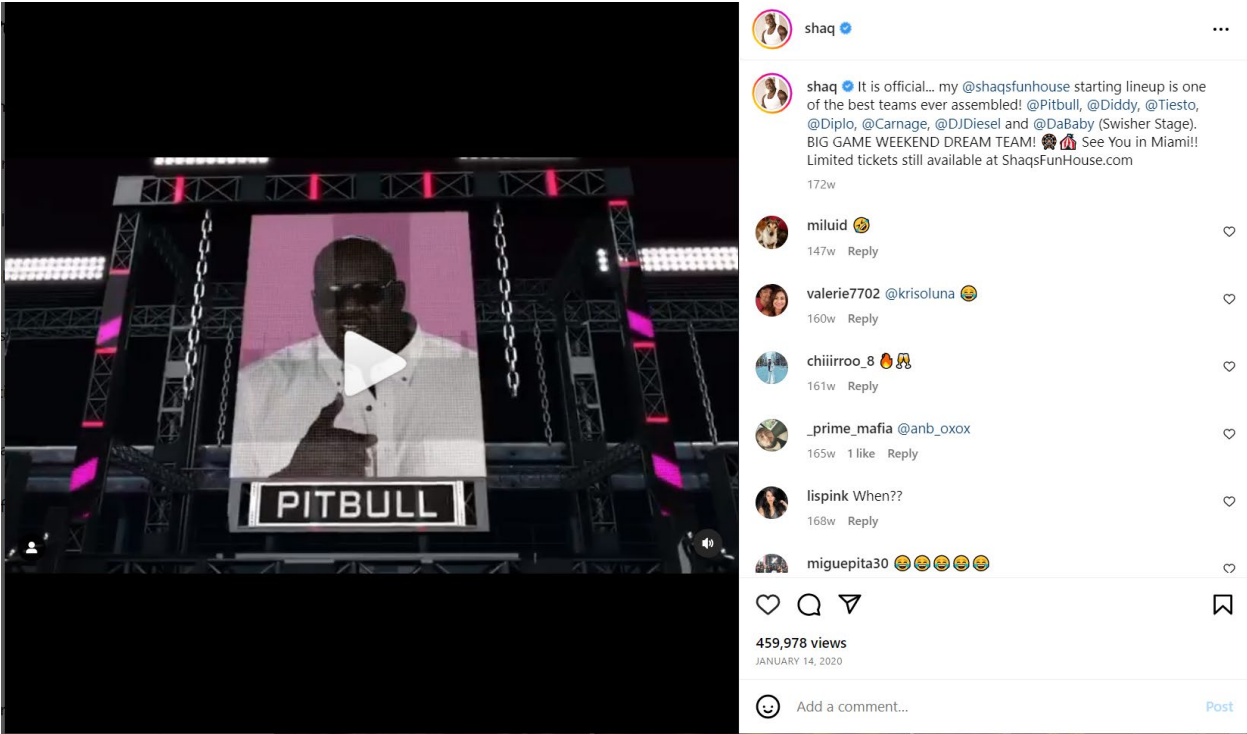 PITBULL
shaq
shaq It is official... my @shaqsfunhouse starting lineup is one
of the best teams ever assembled! @Pitbull, @Diddy, @Tiesto,
@Diplo, @Carnage, @DJDiesel and @DaBaby (Swisher Stage).
BIG GAME WEEKEND DREAM TEAM! 🎡🎪 See You in Miami!!
Limited tickets still available at ShaqsFunHouse.com
172w
miluid 🤣
147w Reply
valerie7702 @krisoluna 😂
160w Reply
chiiirroo_8 🔥🥂
161w Reply
_prime_mafia @anb_oxox
165w 1 like Reply
lispink When??
168w Reply
miguepita30 😂😂😂😂😂
459,978 views
JANUARY 14, 2020
Add a comment...
Post